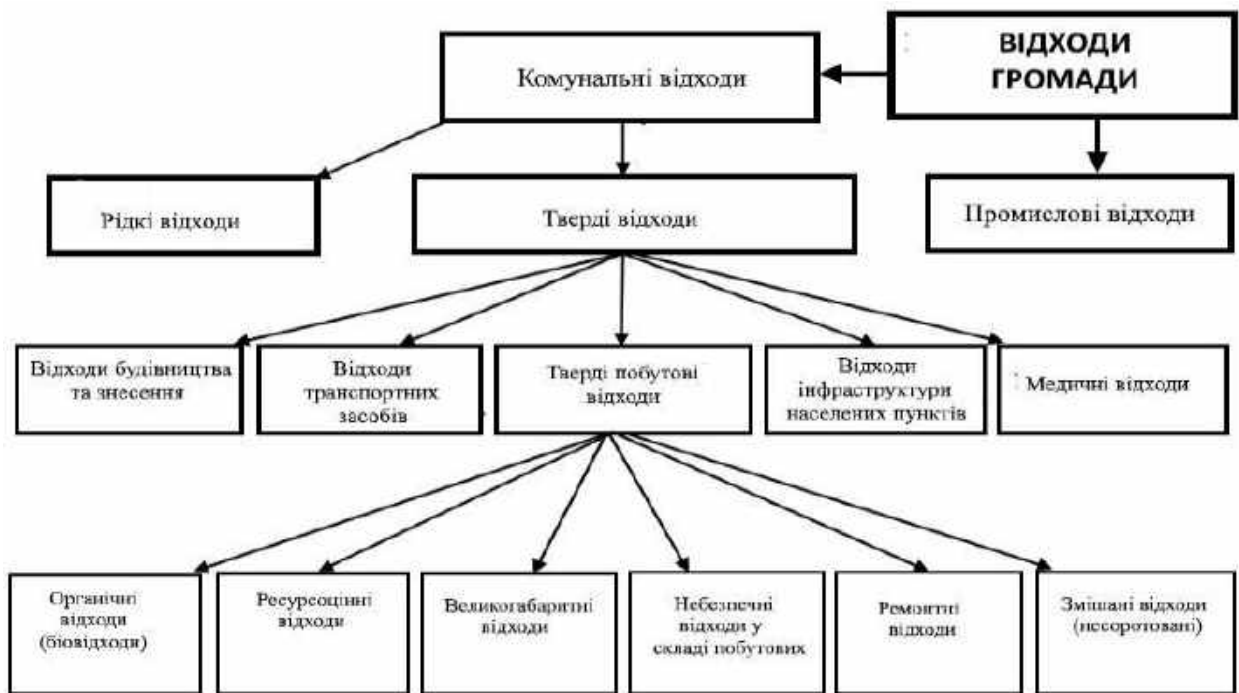 ВІДХОДИ
ГРОМАДИ
Комунальні відходи
Рідкі відходи
Тверді відходи
Промислові відходи
Відходи будівництва
та знесення
Відходи
транспортних
засобів
Тверді побутові
відходи
Відходи
інфраструктури
населених пунктів
Медичні відходи
Органічні
відходи
(біовідходи)
Ресурсоцінні
відходи
Великогабаритні
відходи
Небезпечні
відходи у
складі побутових
Ремонтні
відходи
Змішані відходи
(несоротовані)